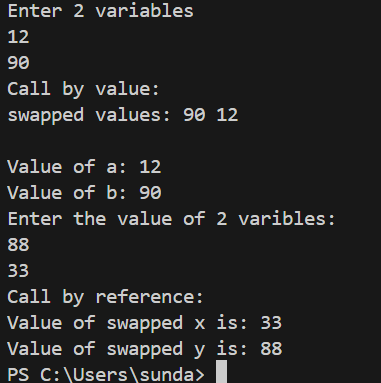 Enter 2 variables
12
90
Call by value:
swapped values: 90 12
Value of a: 12
Value of b: 90
Enter the value of 2 varibles:
88
33
Call by reference:
Value of swapped x is: 33
Value of swapped y is: 88
PS C:\Users\sunda>